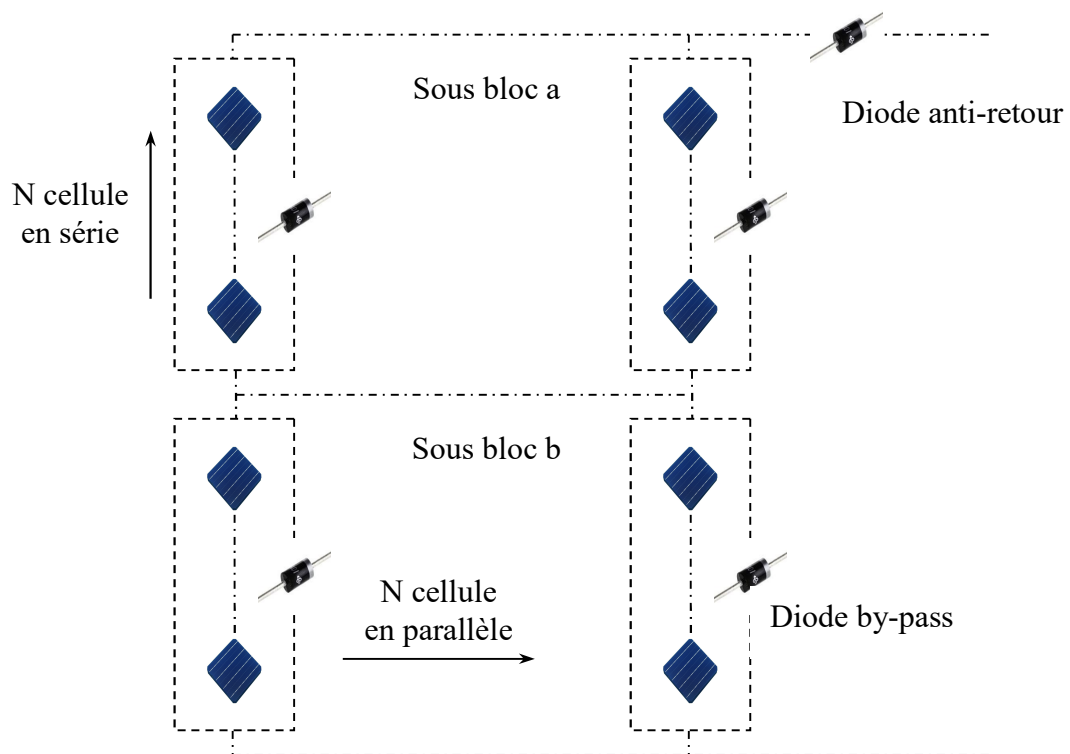 Sous bloc a
Diode anti-retour
N cellule
en série
Sous bloc b
N cellule
en parallèle
Diode by-pass